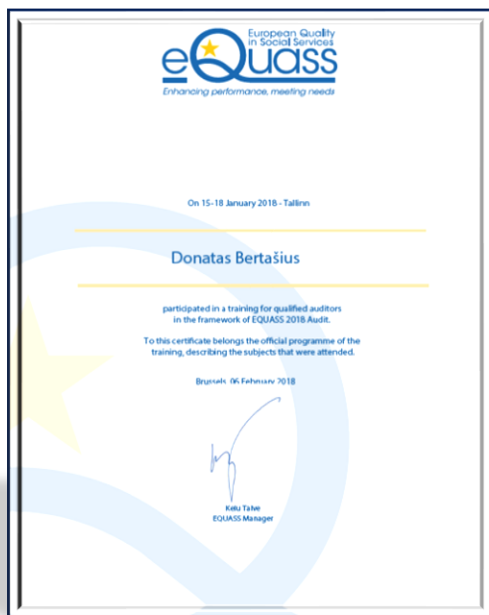 European Quality
in Social Services
eQuass
Enhancing performance, meeting needs
On 15-18 January 2018 - Tallinn
Donatas Bertašius
participated in a training for qualified auditors
in the framework of EQUASS 2018 Audit.
To this certificate belongs the official programme of the
training, describing the subjects that were attended.
Brussels, 06 February 2018
Kelu Talve
EQUASS Manager